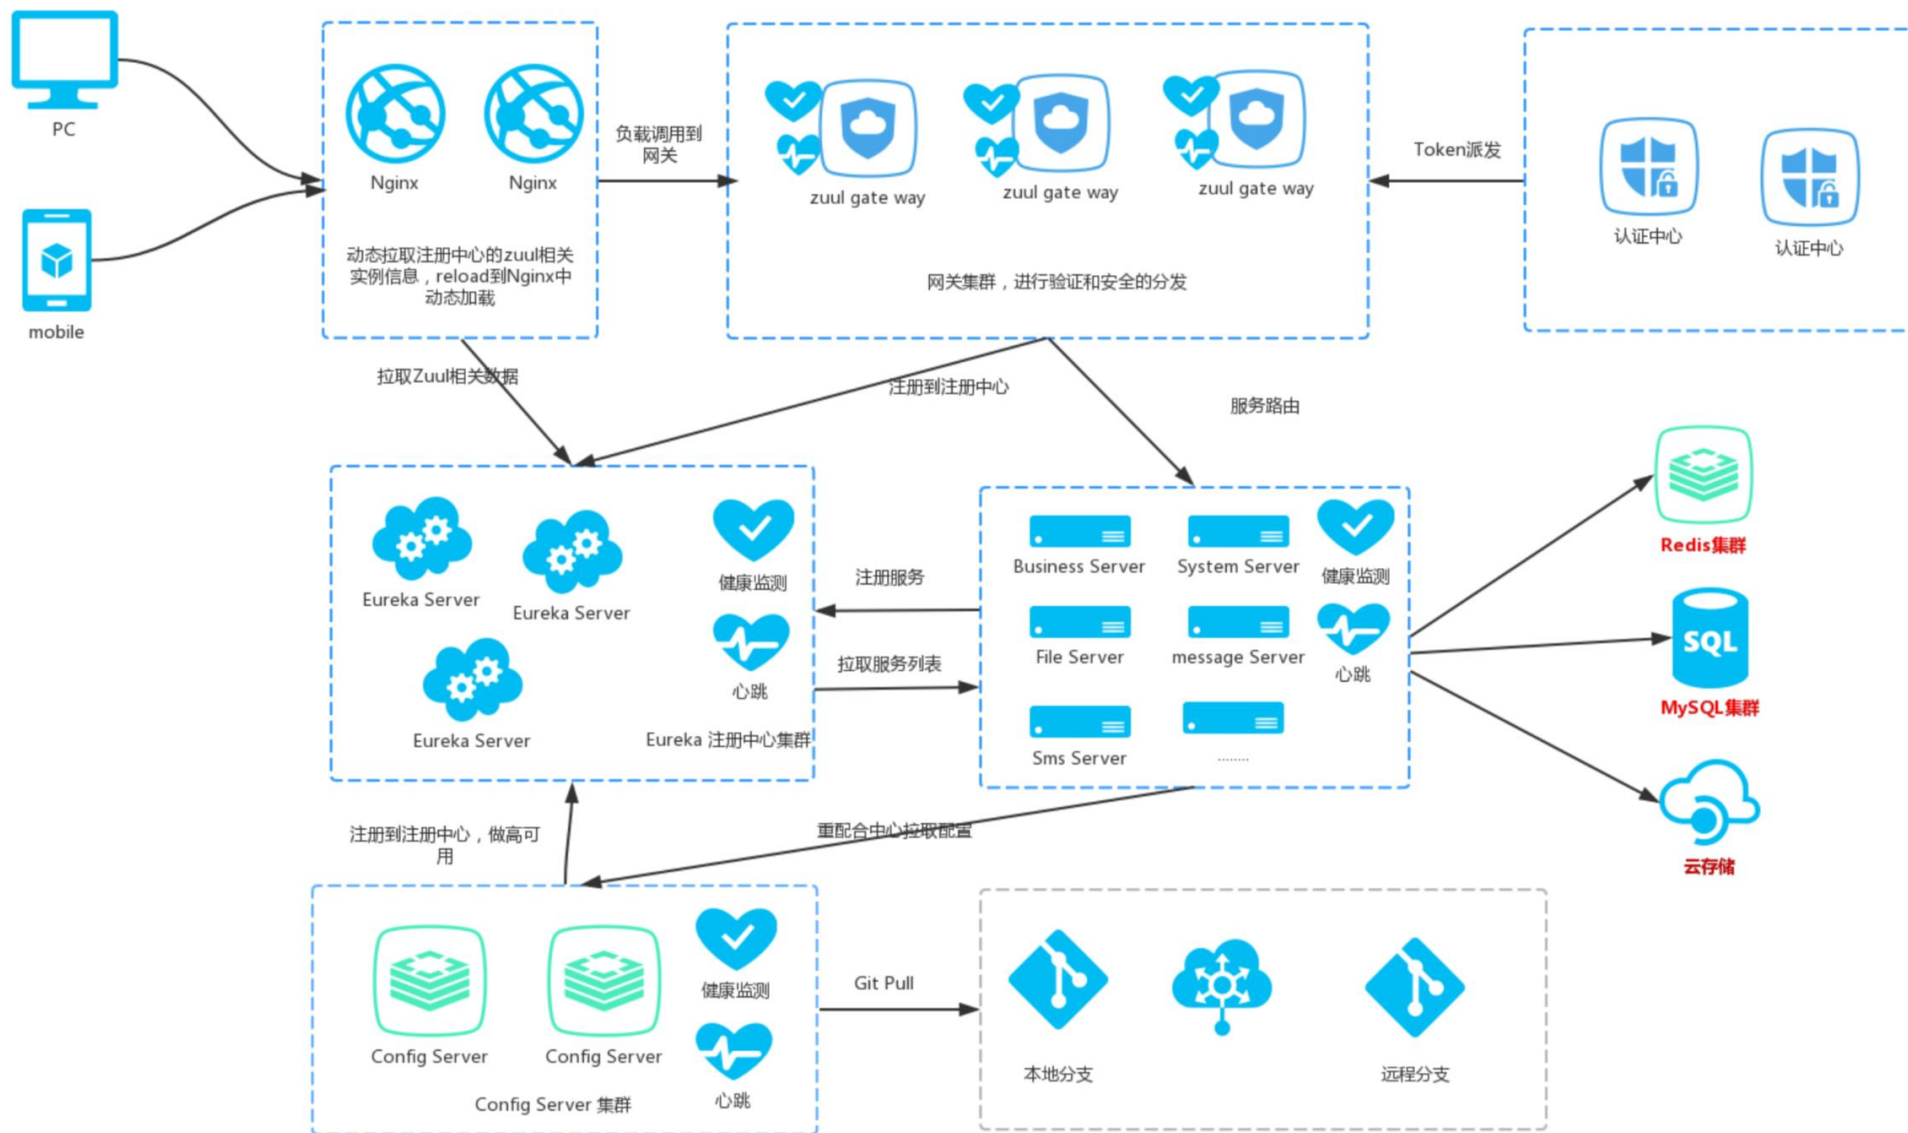 PC
mobile
Nginx
Nginx
动态拉取注册中心的zuul相关
实例信息，reload到Nginx中
动态加载
负载调用到
网关
zuul gate way
zuul gate way
zuul gate way
网关集群，进行验证和安全的分发
Token派发
认证中心
认证中心
拉取Zuul相关数据
注册到注册中心
服务路由
Eureka Server
Eureka Server
Eureka Server
健康监测
心跳
Eureka 注册中心集群
注册服务
拉取服务列表
Business Server
System Server
健康监测
File Server
message Server
心跳
Sms Server
........
Redis集群
SQL
MySQL集群
云存储
注册到注册中心，做高可
用
重配合中心拉取配置
Config Server
Config Server
健康监测
心跳
Config Server 集群
Git Pull
本地分支
远程分支